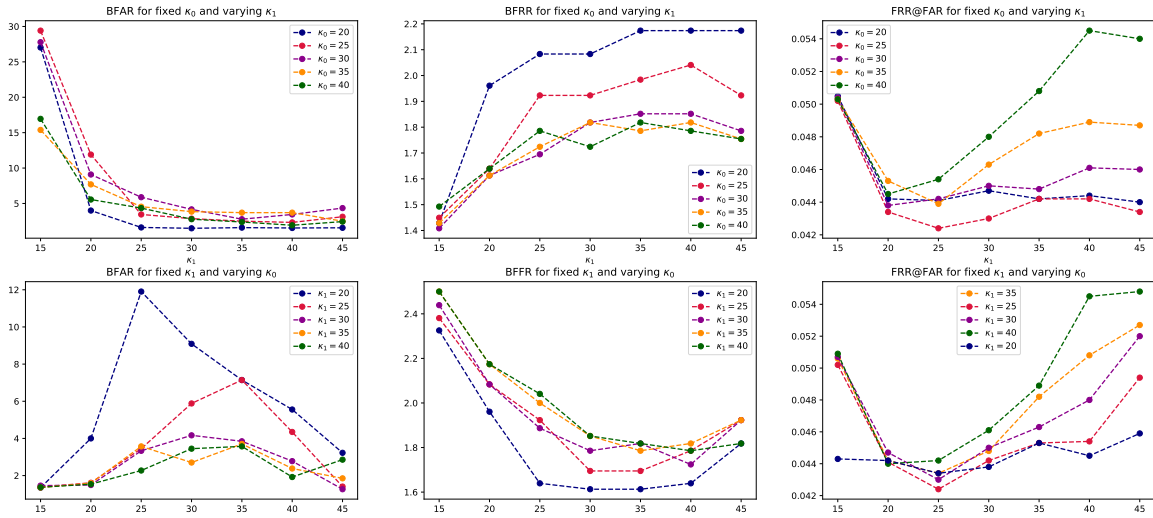 BFAR for fixed κ₀ and varying κ₁
30
25
20
15
10
5
15 20 25 30 35 40 45
κ₁
κ₀ = 20
κ₀ = 25
κ₀ = 30
κ₀ = 35
κ₀ = 40
BFRR for fixed κ₀ and varying κ₁
2.2
2.1
2.0
1.9
1.8
1.7
1.6
1.5
1.4
15 20 25 30 35 40 45
κ₁
κ₀ = 20
κ₀ = 25
κ₀ = 30
κ₀ = 35
κ₀ = 40
FRR@FAR for fixed κ₀ and varying κ₁
0.054
0.052
0.050
0.048
0.046
0.044
0.042
15 20 25 30 35 40 45
κ₁
κ₀ = 20
κ₀ = 25
κ₀ = 30
κ₀ = 35
κ₀ = 40
BFAR for fixed κ₁ and varying κ₀
12
10
8
6
4
2
15 20 25 30 35 40 45
κ₁ = 20
κ₁ = 25
κ₁ = 30
κ₁ = 35
κ₁ = 40
BFFR for fixed κ₁ and varying κ₀
2.4
2.2
2.0
1.8
1.6
15 20 25 30 35 40 45
κ₁ = 20
κ₁ = 25
κ₁ = 30
κ₁ = 35
κ₁ = 40
FRR@FAR for fixed κ₁ and varying κ₀
0.054
0.052
0.050
0.048
0.046
0.044
0.042
15 20 25 30 35 40 45
κ₁ = 35
κ₁ = 25
κ₁ = 30
κ₁ = 40
κ₁ = 20